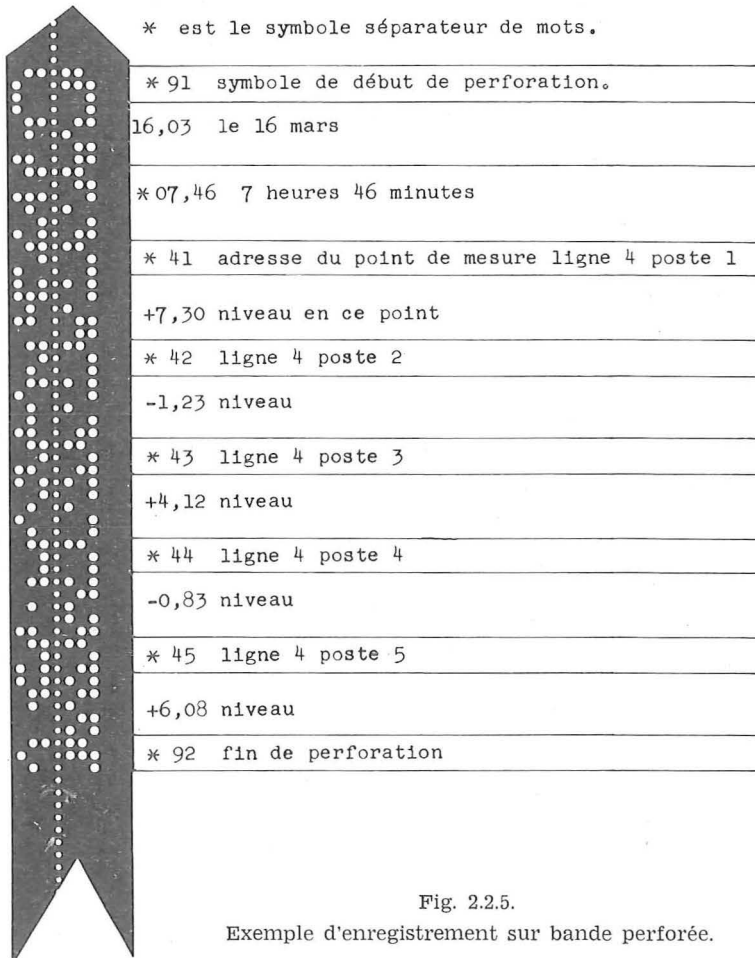 * est le symbole séparateur de mots.
* 91 symbole de début de perforation.
16,03 le 16 mars
* 07,46 7 heures 46 minutes
* 41 adresse du point de mesure ligne 4 poste 1
+7,30 niveau en ce point
* 42 ligne 4 poste 2
-1,23 niveau
* 43 ligne 4 poste 3
+4,12 niveau
* 44 ligne 4 poste 4
-0,83 niveau
* 45 ligne 4 poste 5
+6,08 niveau
* 92 fin de perforation
Fig. 2.2.5.
Exemple d'enregistrement sur bande perforée.